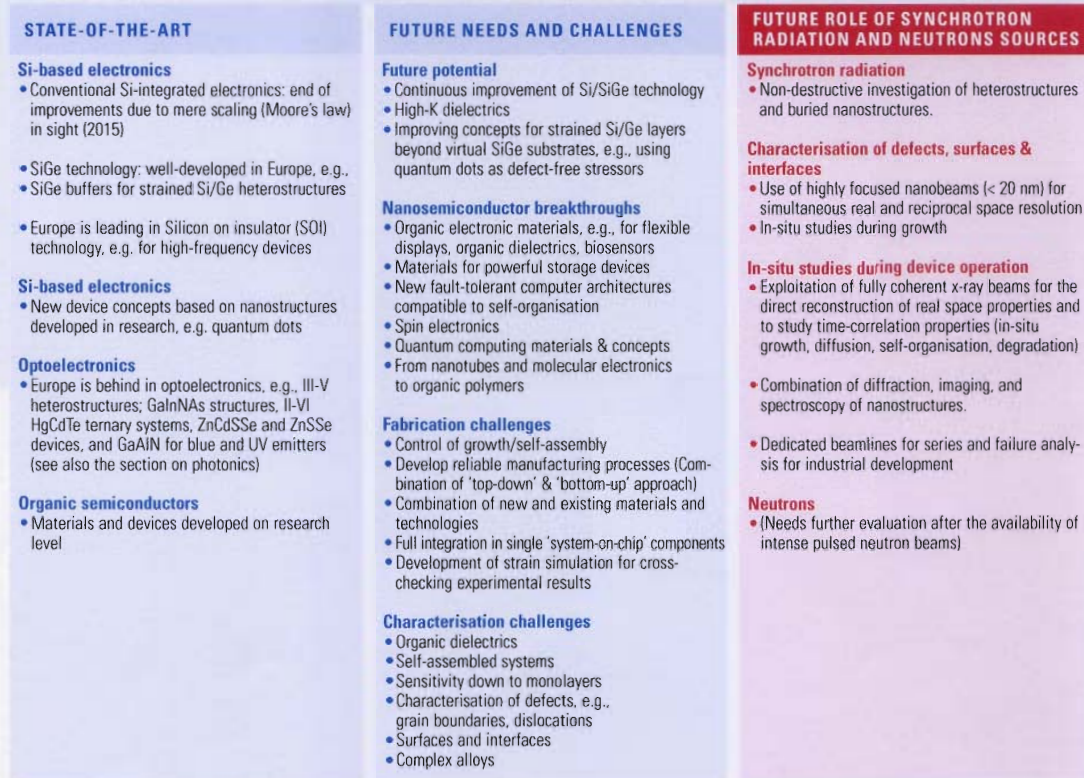 STATE-OF-THE-ART
Si-based electronics
• Conventional Si-integrated electronics: end of
improvements due to mere scaling (Moore's law)
in sight (2015)
• SiGe technology: well-developed in Europe, e.g.,
• SiGe buffers for strained Si/Ge heterostructures
• Europe is leading in Silicon on insulator (SOI)
technology, e.g. for high-frequency devices
Si-based electronics
• New device concepts based on nanostructures
developed in research, e.g. quantum dots
Optoelectronics
• Europe is behind in optoelectronics, e.g., III-V
heterostructures; GaInNAs structures, II-VI
HgCdTe ternary systems, ZnCdSSe and ZnSSe
devices, and GaAlN for blue and UV emitters
(see also the section on photonics)
Organic semiconductors
• Materials and devices developed on research
level
FUTURE NEEDS AND CHALLENGES
Future potential
• Continuous improvement of Si/SiGe technology
• High-K dielectrics
• Improving concepts for strained Si/Ge layers
beyond virtual SiGe substrates, e.g., using
quantum dots as defect-free stressors
Nanosemiconductor breakthroughs
• Organic electronic materials, e.g., for flexible
displays, organic dielectrics, biosensors
• Materials for powerful storage devices
• New fault-tolerant computer architectures
compatible to self-organisation
• Spin electronics
• Quantum computing materials & concepts
• From nanotubes and molecular electronics
to organic polymers
Fabrication challenges
• Control of growth/self-assembly
• Develop reliable manufacturing processes (Com-
bination of 'top-down' & 'bottom-up' approach)
• Combination of new and existing materials and
technologies
• Full integration in single 'system-on-chip' components
• Development of strain simulation for cross-
checking experimental results
Characterisation challenges
• Organic dielectrics
• Self-assembled systems
• Sensitivity down to monolayers
• Characterisation of defects, e.g.,
grain boundaries, dislocations
• Surfaces and interfaces
• Complex alloys
FUTURE ROLE OF SYNCHROTRON
RADIATION AND NEUTRONS SOURCES
Synchrotron radiation
• Non-destructive investigation of heterostructures
and buried nanostructures.
Characterisation of defects, surfaces &
interfaces
• Use of highly focused nanobeams (< 20 nm) for
simultaneous real and reciprocal space resolution
• In-situ studies during growth
In-situ studies during device operation
• Exploitation of fully coherent x-ray beams for the
direct reconstruction of real space properties and
to study time-correlation properties (in-situ
growth, diffusion, self-organisation, degradation)
• Combination of diffraction, imaging, and
spectroscopy of nanostructures.
• Dedicated beamlines for series and failure analy-
sis for industrial development
Neutrons
• (Needs further evaluation after the availability of
intense pulsed neutron beams)